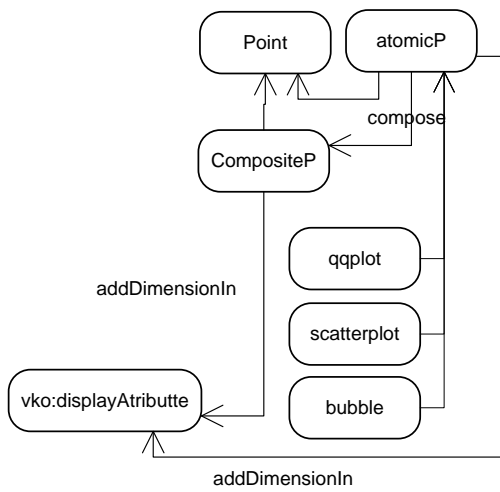 Point
atomicP
compose
CompositeP
qqplot
addDimensionIn
scatterplot
vko:displayAtributte
bubble
addDimensionIn